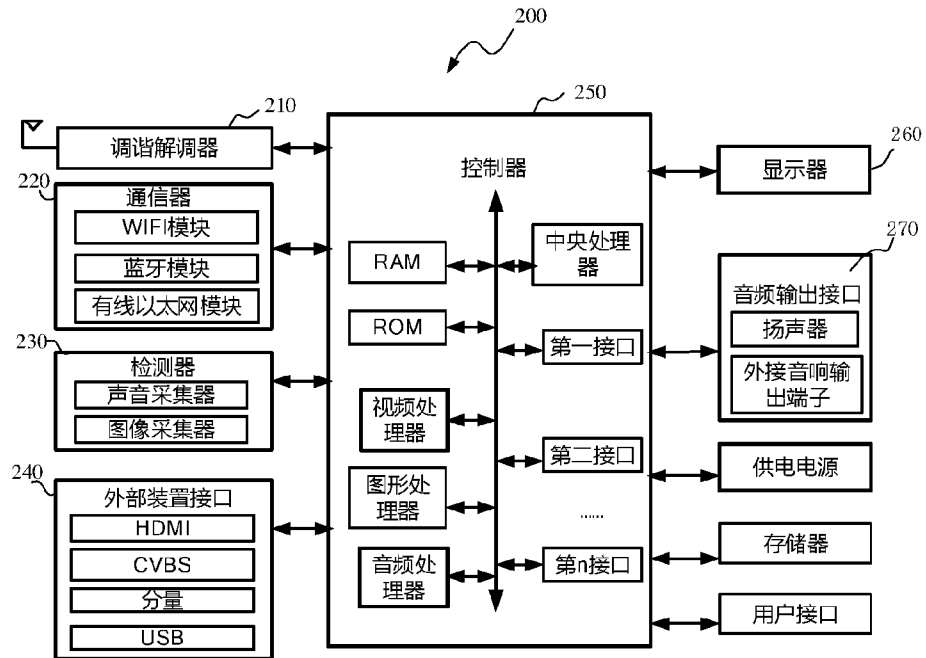 200
210
调谐解调器
220
通信器
WIFI模块
蓝牙模块
有线以太网模块
230
检测器
声音采集器
图像采集器
240
外部装置接口
HDMI
CVBS
分量
USB
250
控制器
RAM
ROM
视频处
理器
图形处
理器
音频处
理器
中央处理
器
第一接口
第二接口
......
第n接口
260
显示器
270
音频输出接口
扬声器
外接音响输
出端子
供电电源
存储器
用户接口